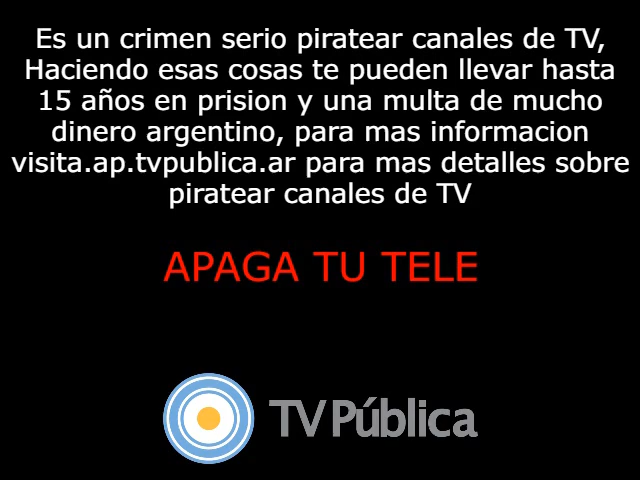 Es un crimen serio piratear canales de TV,
Haciendo esas cosas te pueden llevar hasta
15 años en prision y una multa de mucho
dinero argentino, para mas informacion
visita.ap.tvpublica.ar para mas detalles sobre
piratear canales de TV
APAGA TU TELE
TV Pública